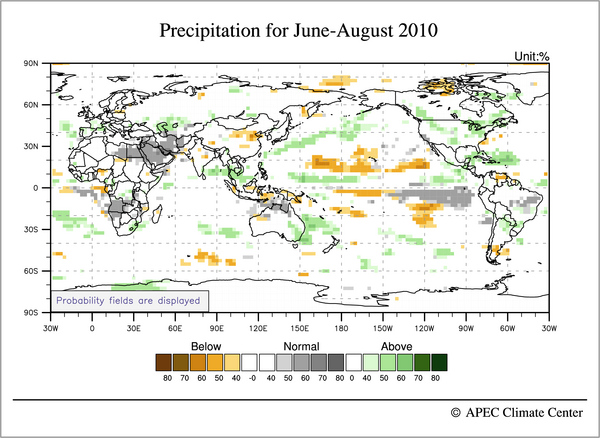 Precipitation for June-August 2010
Unit:%
90N
60N
30N
0
30S
60S
90S
Probability fields are displayed
30W 0 30E 60E 90E 120E 150E 180 150W 120W 90W 60W 30W
Below Normal Above
80 70 60 50 40 -0 40 50 60 70 80 0 40 50 60 70 80
© APEC Climate Center